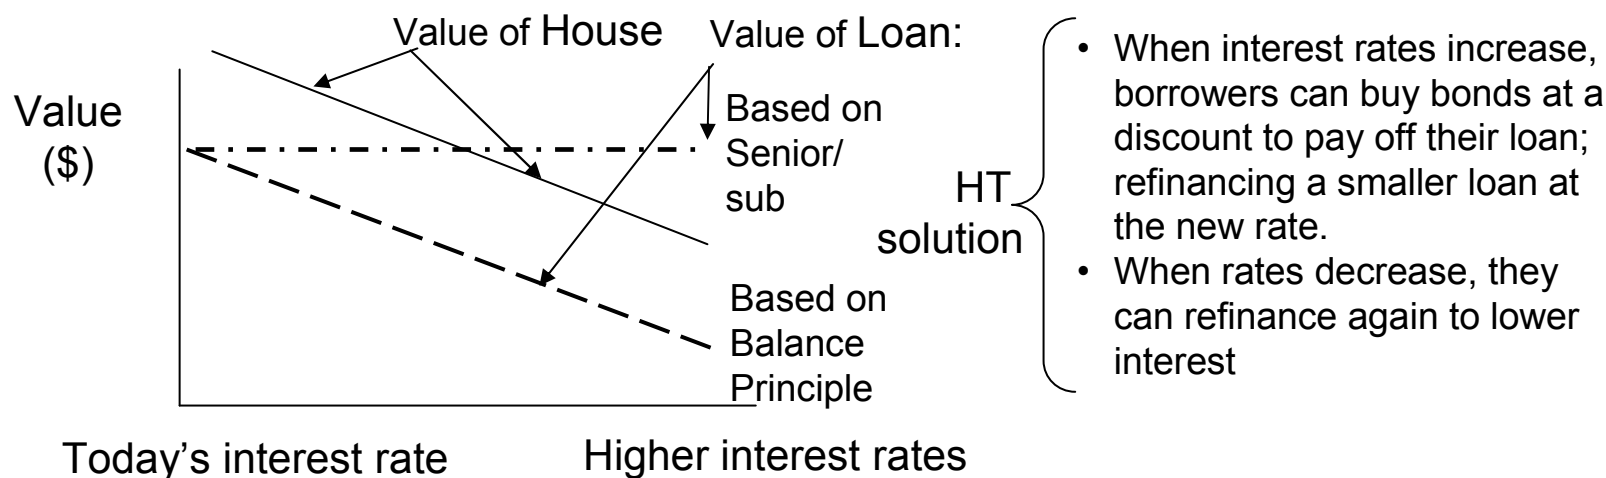 Value of House
Value of Loan:
Value
($)
Based on
Senior/
sub
Based on
Balance
Principle
Today's interest rate
Higher interest rates
HT
solution
• When interest rates increase,
borrowers can buy bonds at a
discount to pay off their loan;
refinancing a smaller loan at
the new rate.
• When rates decrease, they
can refinance again to lower
interest